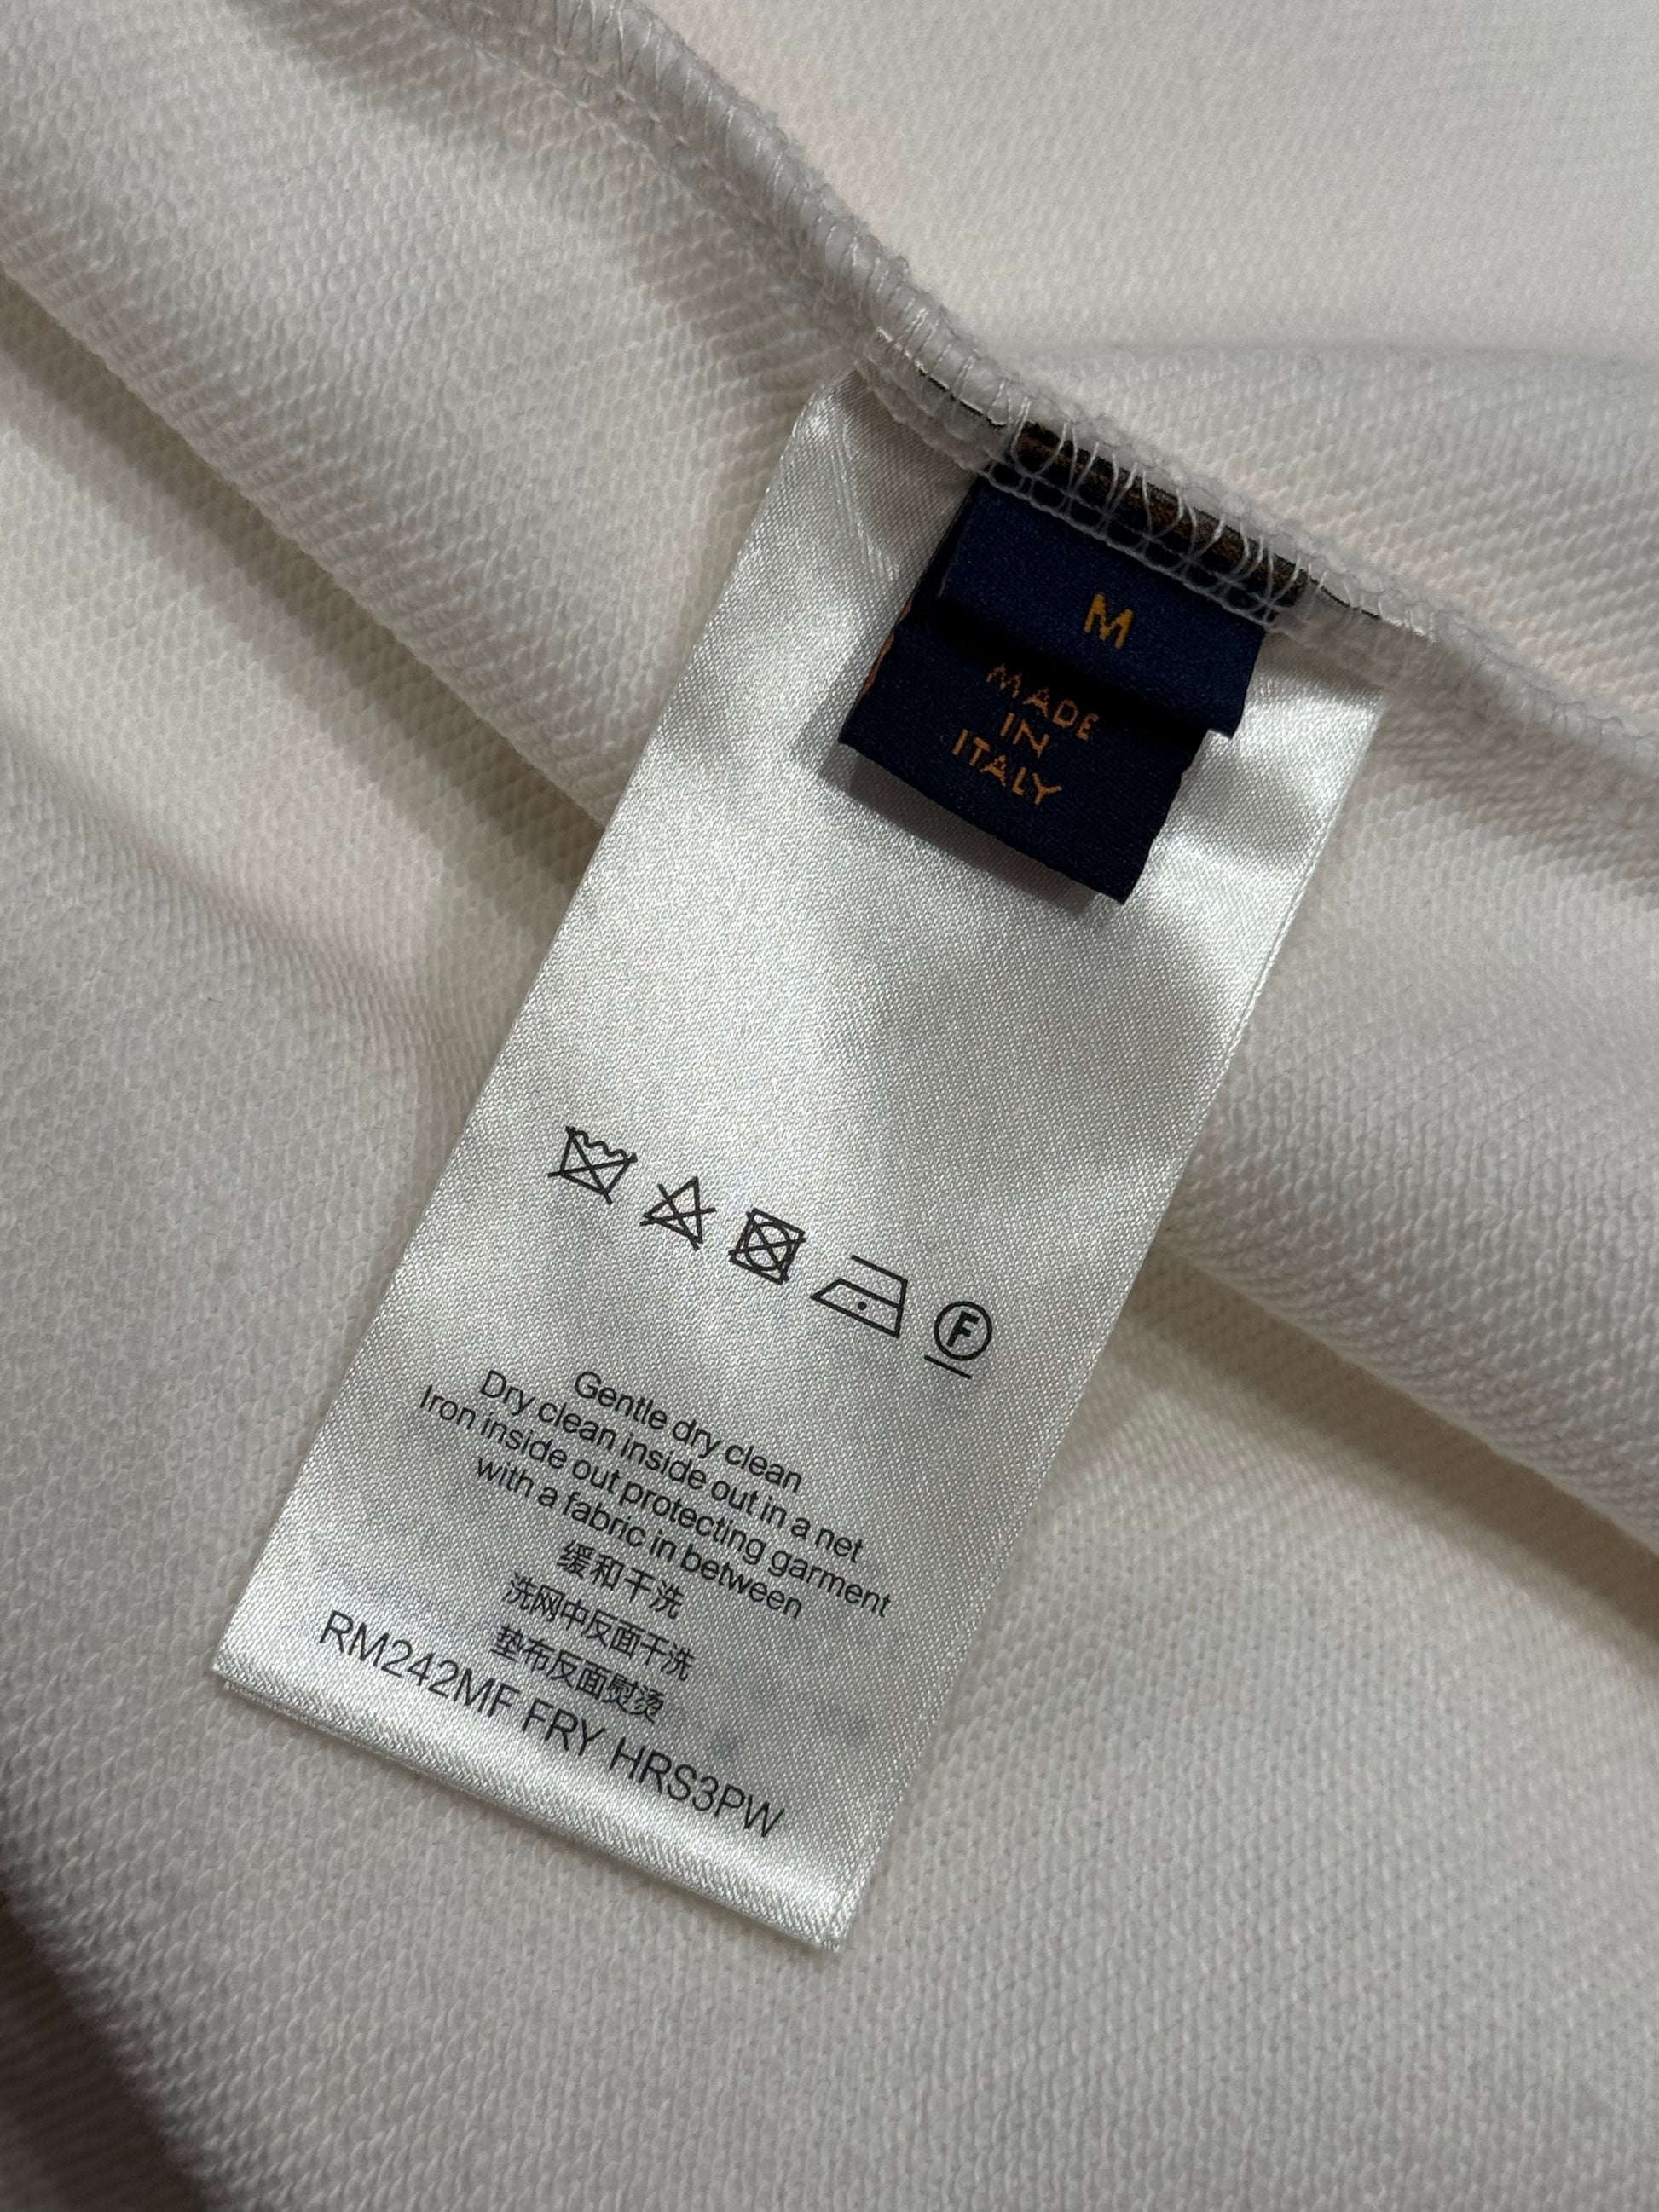 M
MADE
IN
ITALY
F
Gentle dry clean
Dry clean inside out in a net
Iron inside out protecting garment
with a fabric in between
缓和干洗
洗网中反面干洗
垫布反面熨烫
RM242MF FRY HRS3PW